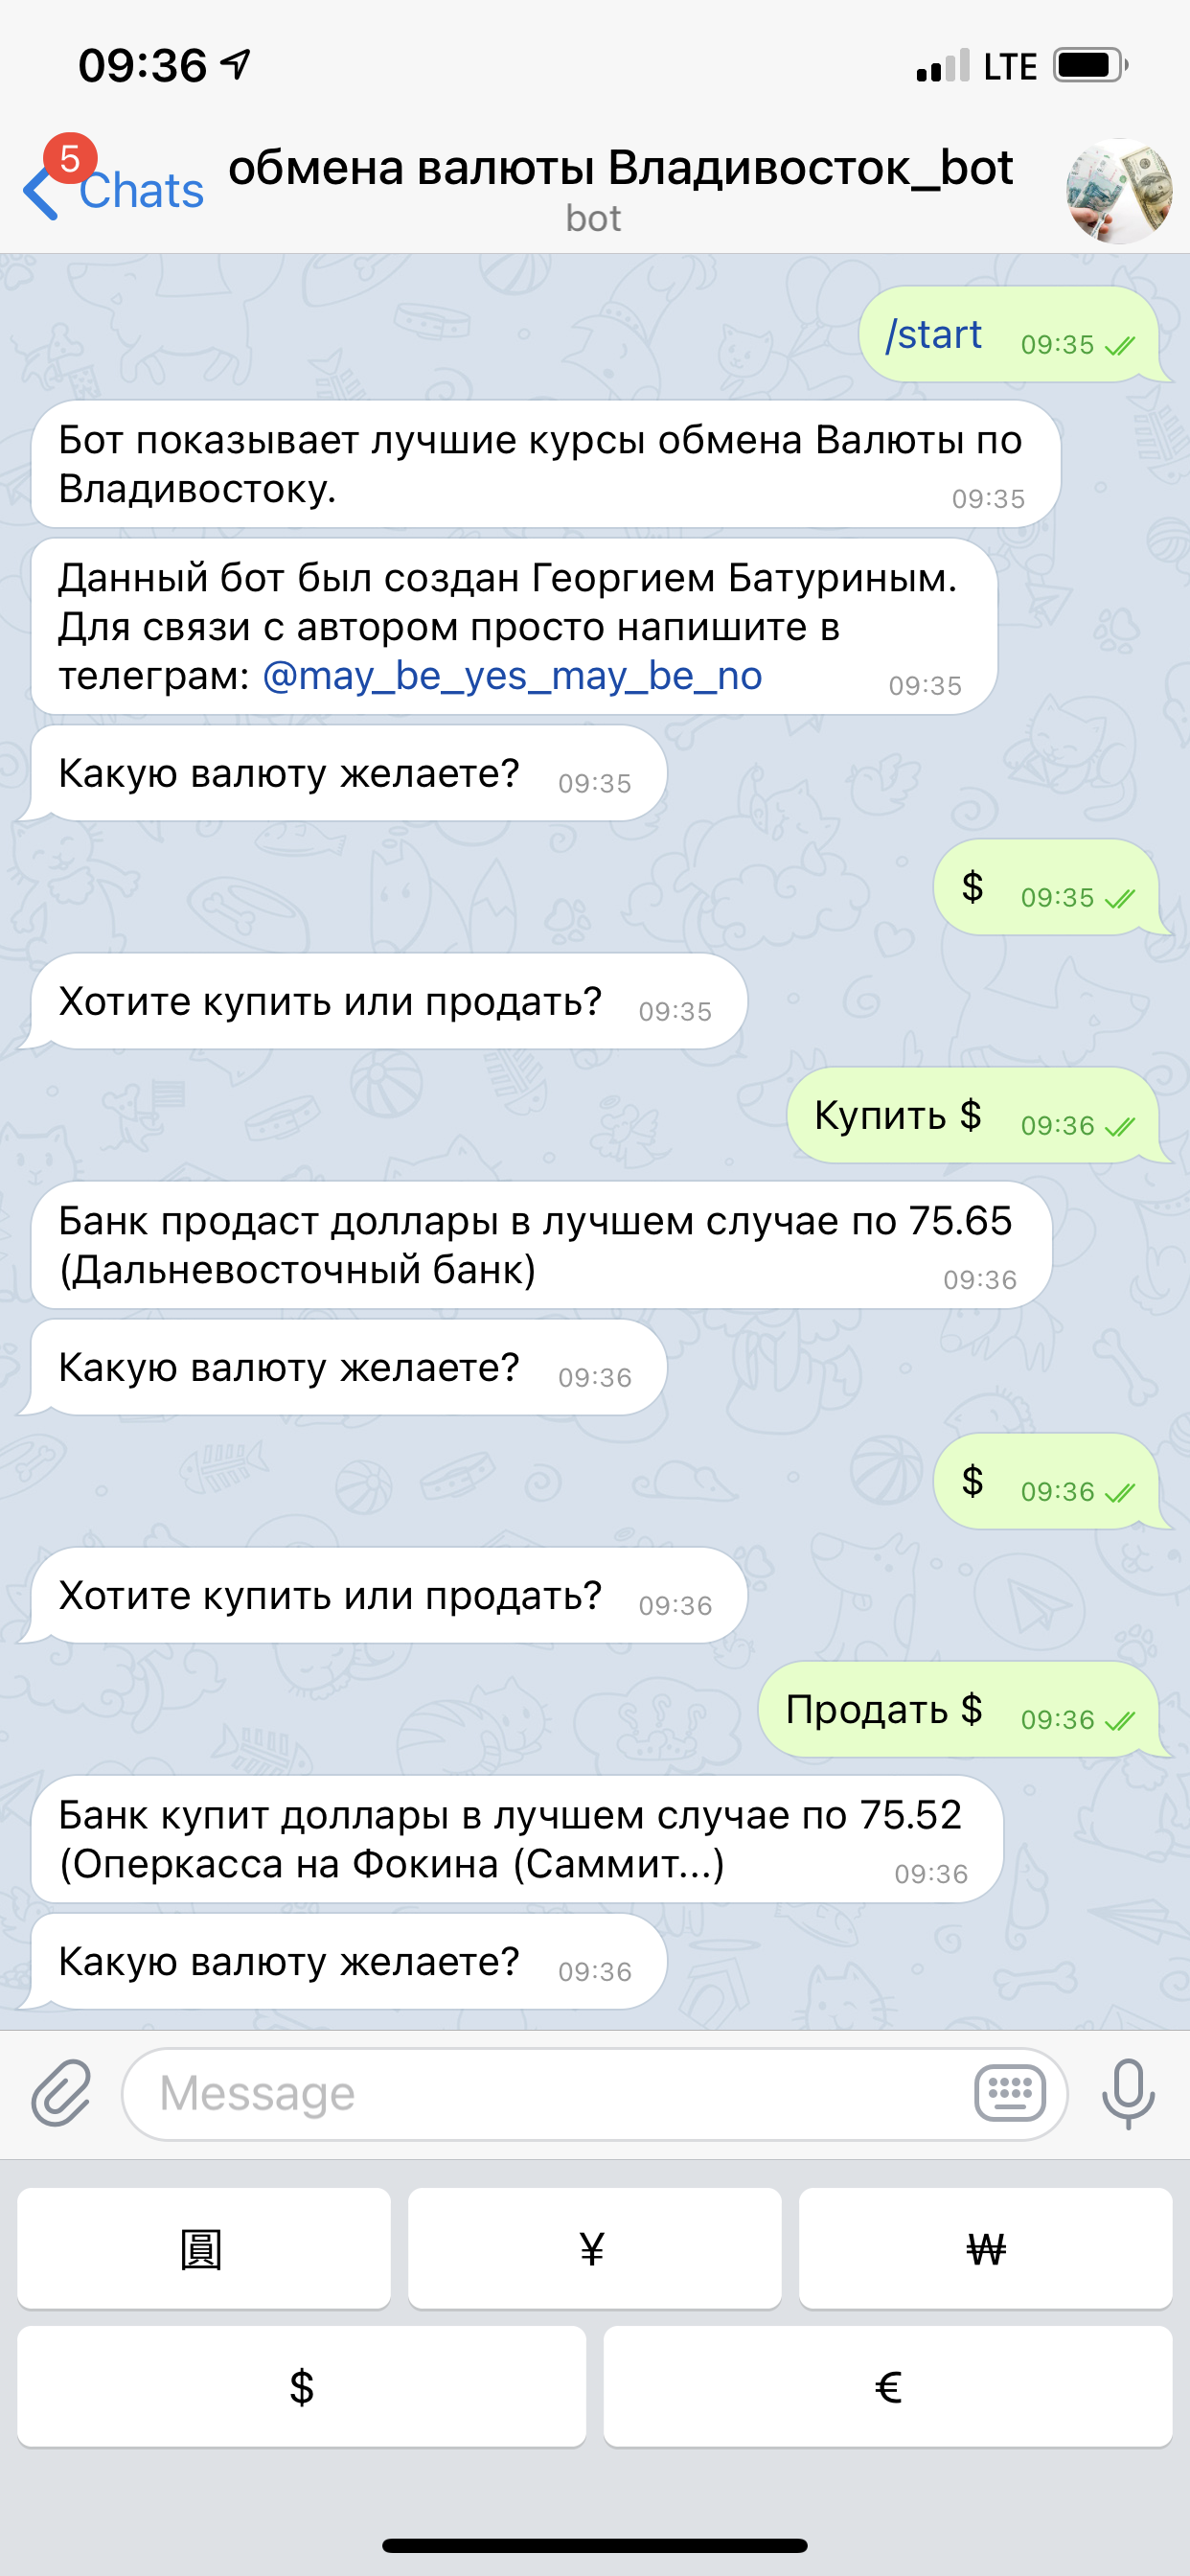 09:36
LTE
5
Chats
обмена валюты Владивосток_bot
bot
/start 09:35
Бот показывает лучшие курсы обмена Валюты по
Владивостоку. 09:35
Данный бот был создан Георгием Батуриным.
Для связи с автором просто напишите в
телеграм: @may_be_yes_may_be_no 09:35
Какую валюту желаете? 09:35
$ 09:35
Хотите купить или продать? 09:35
Купить $ 09:36
Банк продаст доллары в лучшем случае по 75.65
(Дальневосточный банк) 09:36
Какую валюту желаете? 09:36
$ 09:36
Хотите купить или продать? 09:36
Продать $ 09:36
Банк купит доллары в лучшем случае по 75.52
(Оперкасса на Фокина (Саммит...) 09:36
Какую валюту желаете? 09:36
Message
圓
¥
₩
$
€